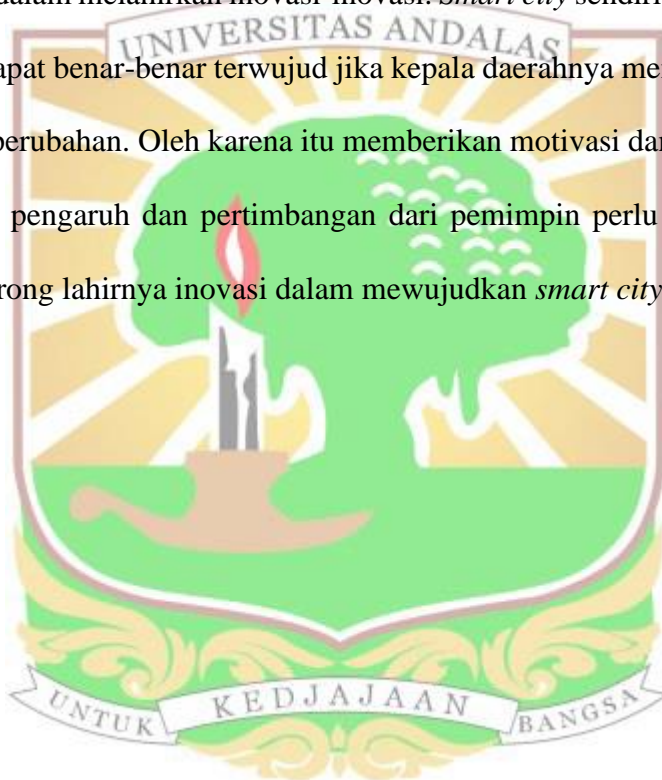 dalam melahirkan inovasi-inovasi. Smart city sendiri
UNIVERSITAS ANDALAS
apat benar-benar terwujud jika kepala daerahnya me
perubahan. Oleh karena itu memberikan motivasi da
pengaruh dan pertimbangan dari pemimpin perlu
rong lahirnya inovasi dalam mewujudkan smart city
UNTUK KEDJAJAAN BANGSA